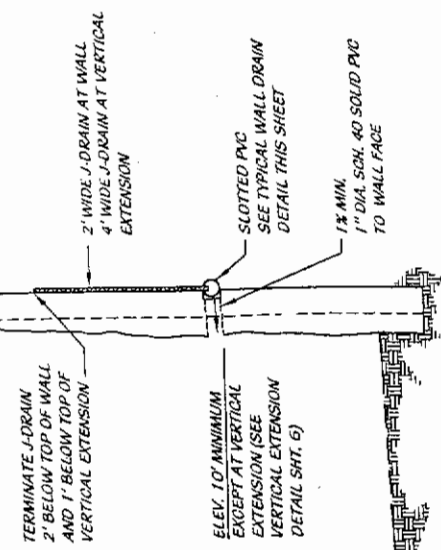 TERMINATE J-DRAIN
2' BELOW TOP OF WALL
AND 1' BELOW TOP OF
VERTICAL EXTENSION
2' WIDE J-DRAIN AT WALL
4' WIDE J-DRAIN AT VERTICAL
EXTENSION
ELEV. 10' MINIMUM
EXCEPT AT VERTICAL
EXTENSION (SEE
VERTICAL EXTENSION
DETAIL SHT. 6)
SLOTTED PVC
SEE TYPICAL WALL DRAIN
DETAIL THIS SHEET
1% MIN.
1" DIA. SCH. 40 SOLID PVC
TO WALL FACE